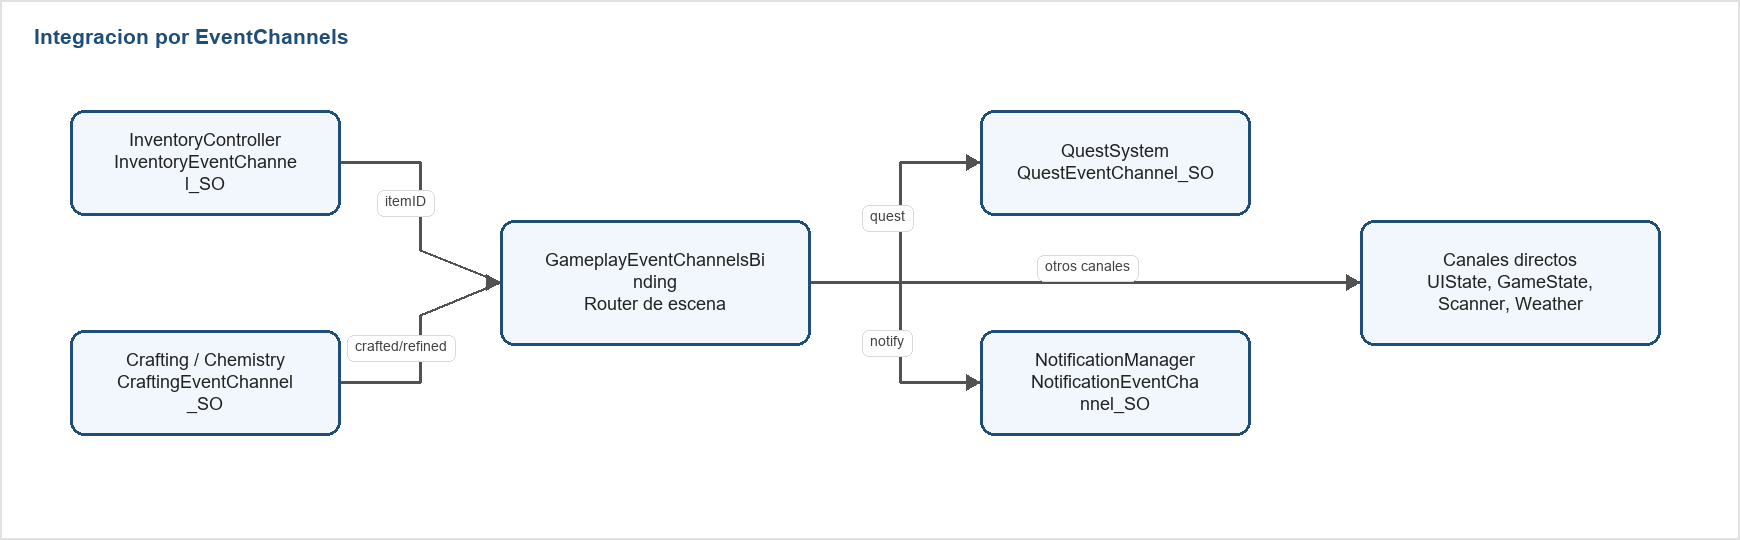 Integracion por EventChannels
InventoryController
InventoryEventChanne
l_SO
itemID
Crafting / Chemistry
CraftingEventChannel
_SO
crafted/refined
GameplayEventChannelsBi
nding
Router de escena
quest
notify
otros canales
QuestSystem
QuestEventChannel_SO
NotificationManager
NotificationEventCha
nnel_SO
Canales directos
UIState, GameState,
Scanner, Weather